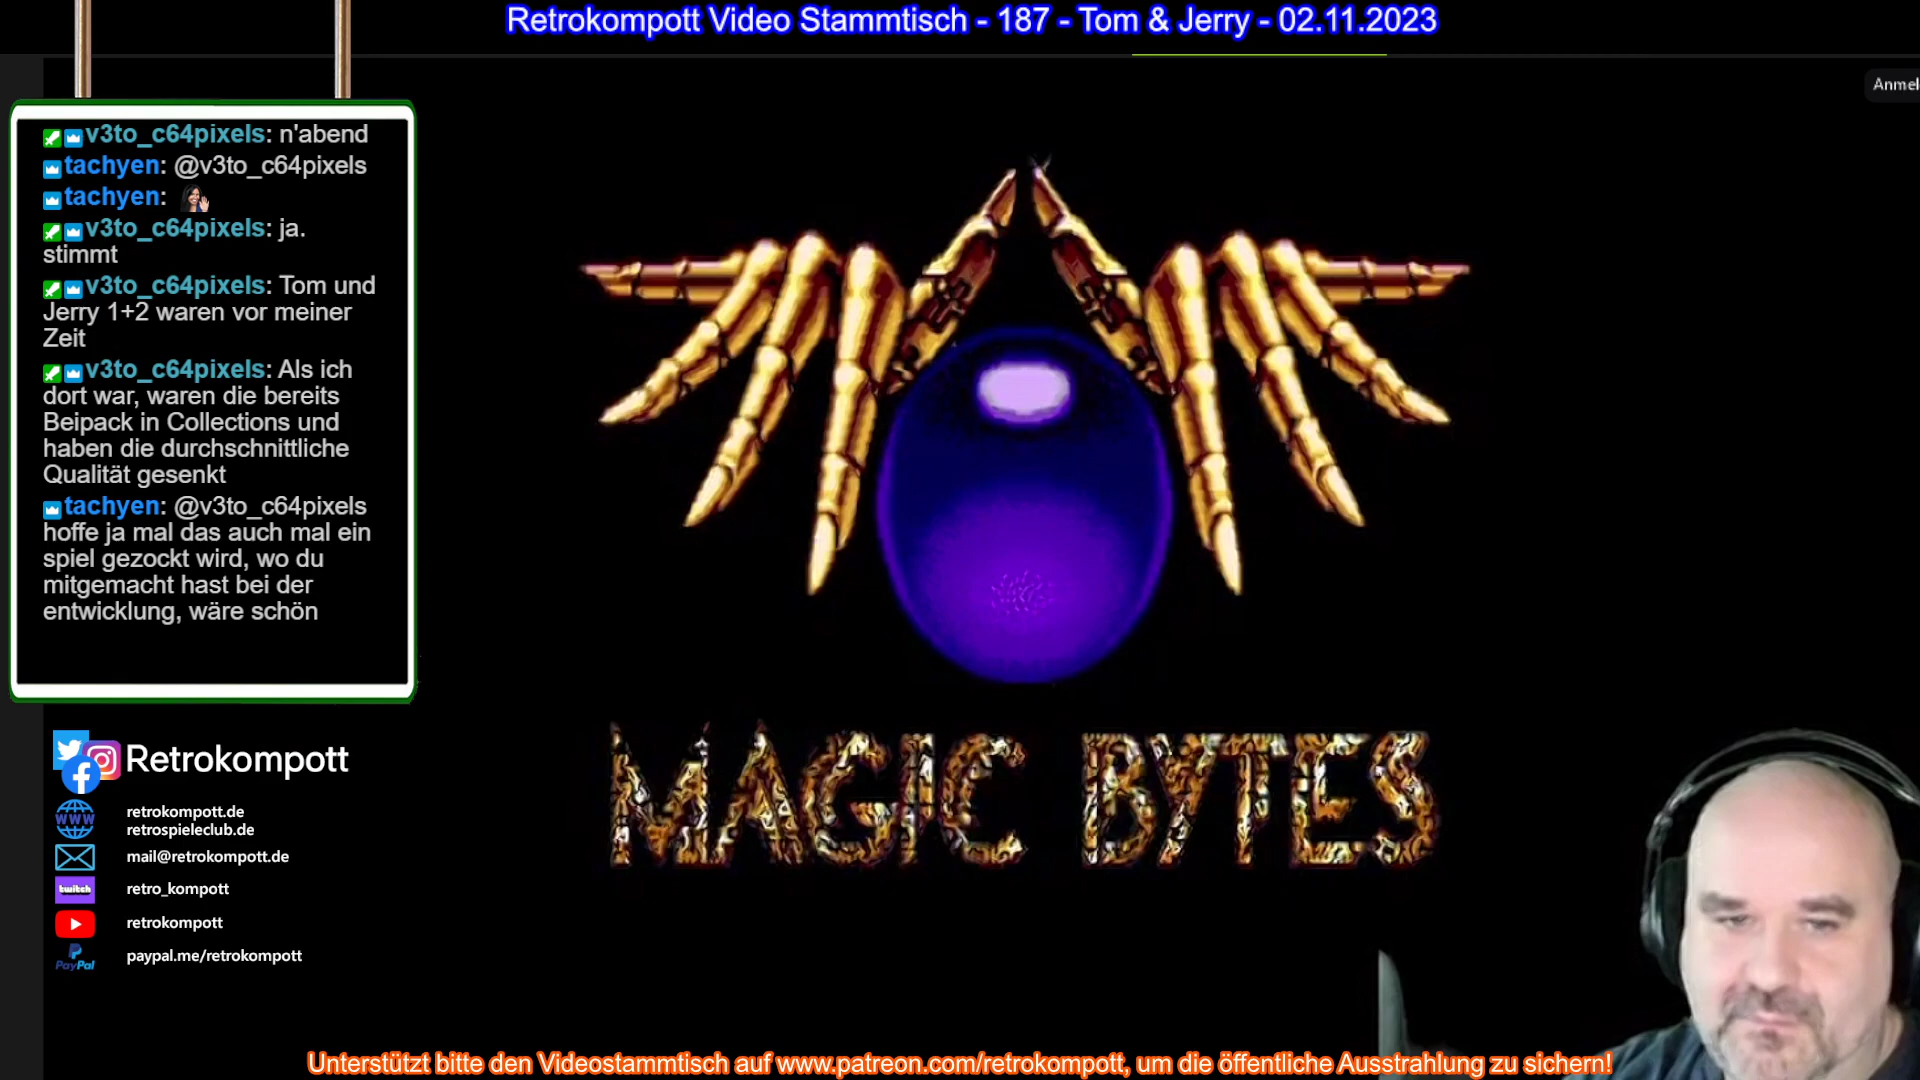 Retrokompott Video Stammtisch - 187 - Tom & Jerry - 02.11.2023
v3to_c64pixels: n'abend
tachyen: @v3to_c64pixels
tachyen:
v3to_c64pixels: ja.
stimmt
v3to_c64pixels: Tom und
Jerry 1+2 waren vor meiner
Zeit
v3to_c64pixels: Als ich
dort war, waren die bereits
Beipack in Collections und
haben die durchschnittliche
Qualität gesenkt
tachyen: @v3to_c64pixels
hoffe ja mal das auch mal ein
spiel gezockt wird, wo du
mitgemacht hast bei der
entwicklung, wäre schön
Retrokompott
WWW
retrokompott.de
retrospieleclub.de
mail@retrokompott.de
twitch
retro_kompott
retrokompott
PayPal
paypal.me/retrokompott
MAGIC BYTES
Unterstützt bitte den Videostammtisch auf www.patreon.com/retrokompott, um die öffentliche Ausstrahlung zu sichern!